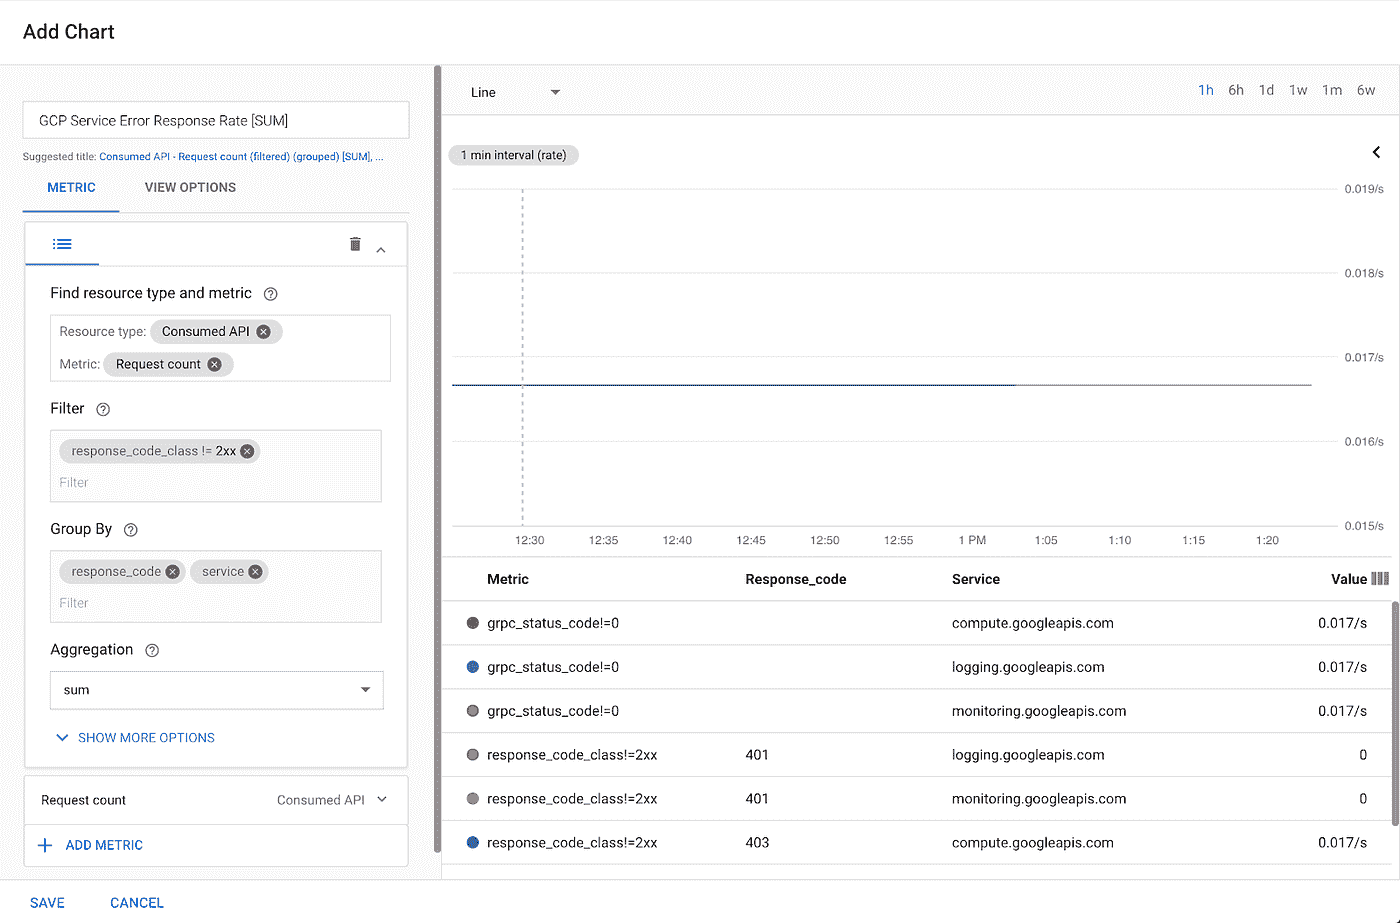 Add Chart
GCP Service Error Response Rate [SUM]
Suggested title: Consumed API - Request count (filtered) (grouped) [SUM], ...
METRIC VIEW OPTIONS
Find resource type and metric ?
Resource type: Consumed API
Metric: Request count
Filter ?
response_code_class != 2xx
Filter
Group By ?
response_code service
Filter
Aggregation ?
sum
SHOW MORE OPTIONS
Request count Consumed API
ADD METRIC
SAVE CANCEL
Line 1h 6h 1d 1w 1m 6w
1 min interval (rate)
0.019/s
0.018/s
0.017/s
0.016/s
0.015/s
12:30 12:35 12:40 12:45 12:50 12:55 1 PM 1:05 1:10 1:15 1:20
Metric Response_code Service Value
grpc_status_code!=0 compute.googleapis.com 0.017/s
grpc_status_code!=0 logging.googleapis.com 0.017/s
grpc_status_code!=0 monitoring.googleapis.com 0.017/s
response_code_class!=2xx 401 logging.googleapis.com 0
response_code_class!=2xx 401 monitoring.googleapis.com 0
response_code_class!=2xx 403 compute.googleapis.com 0.017/s